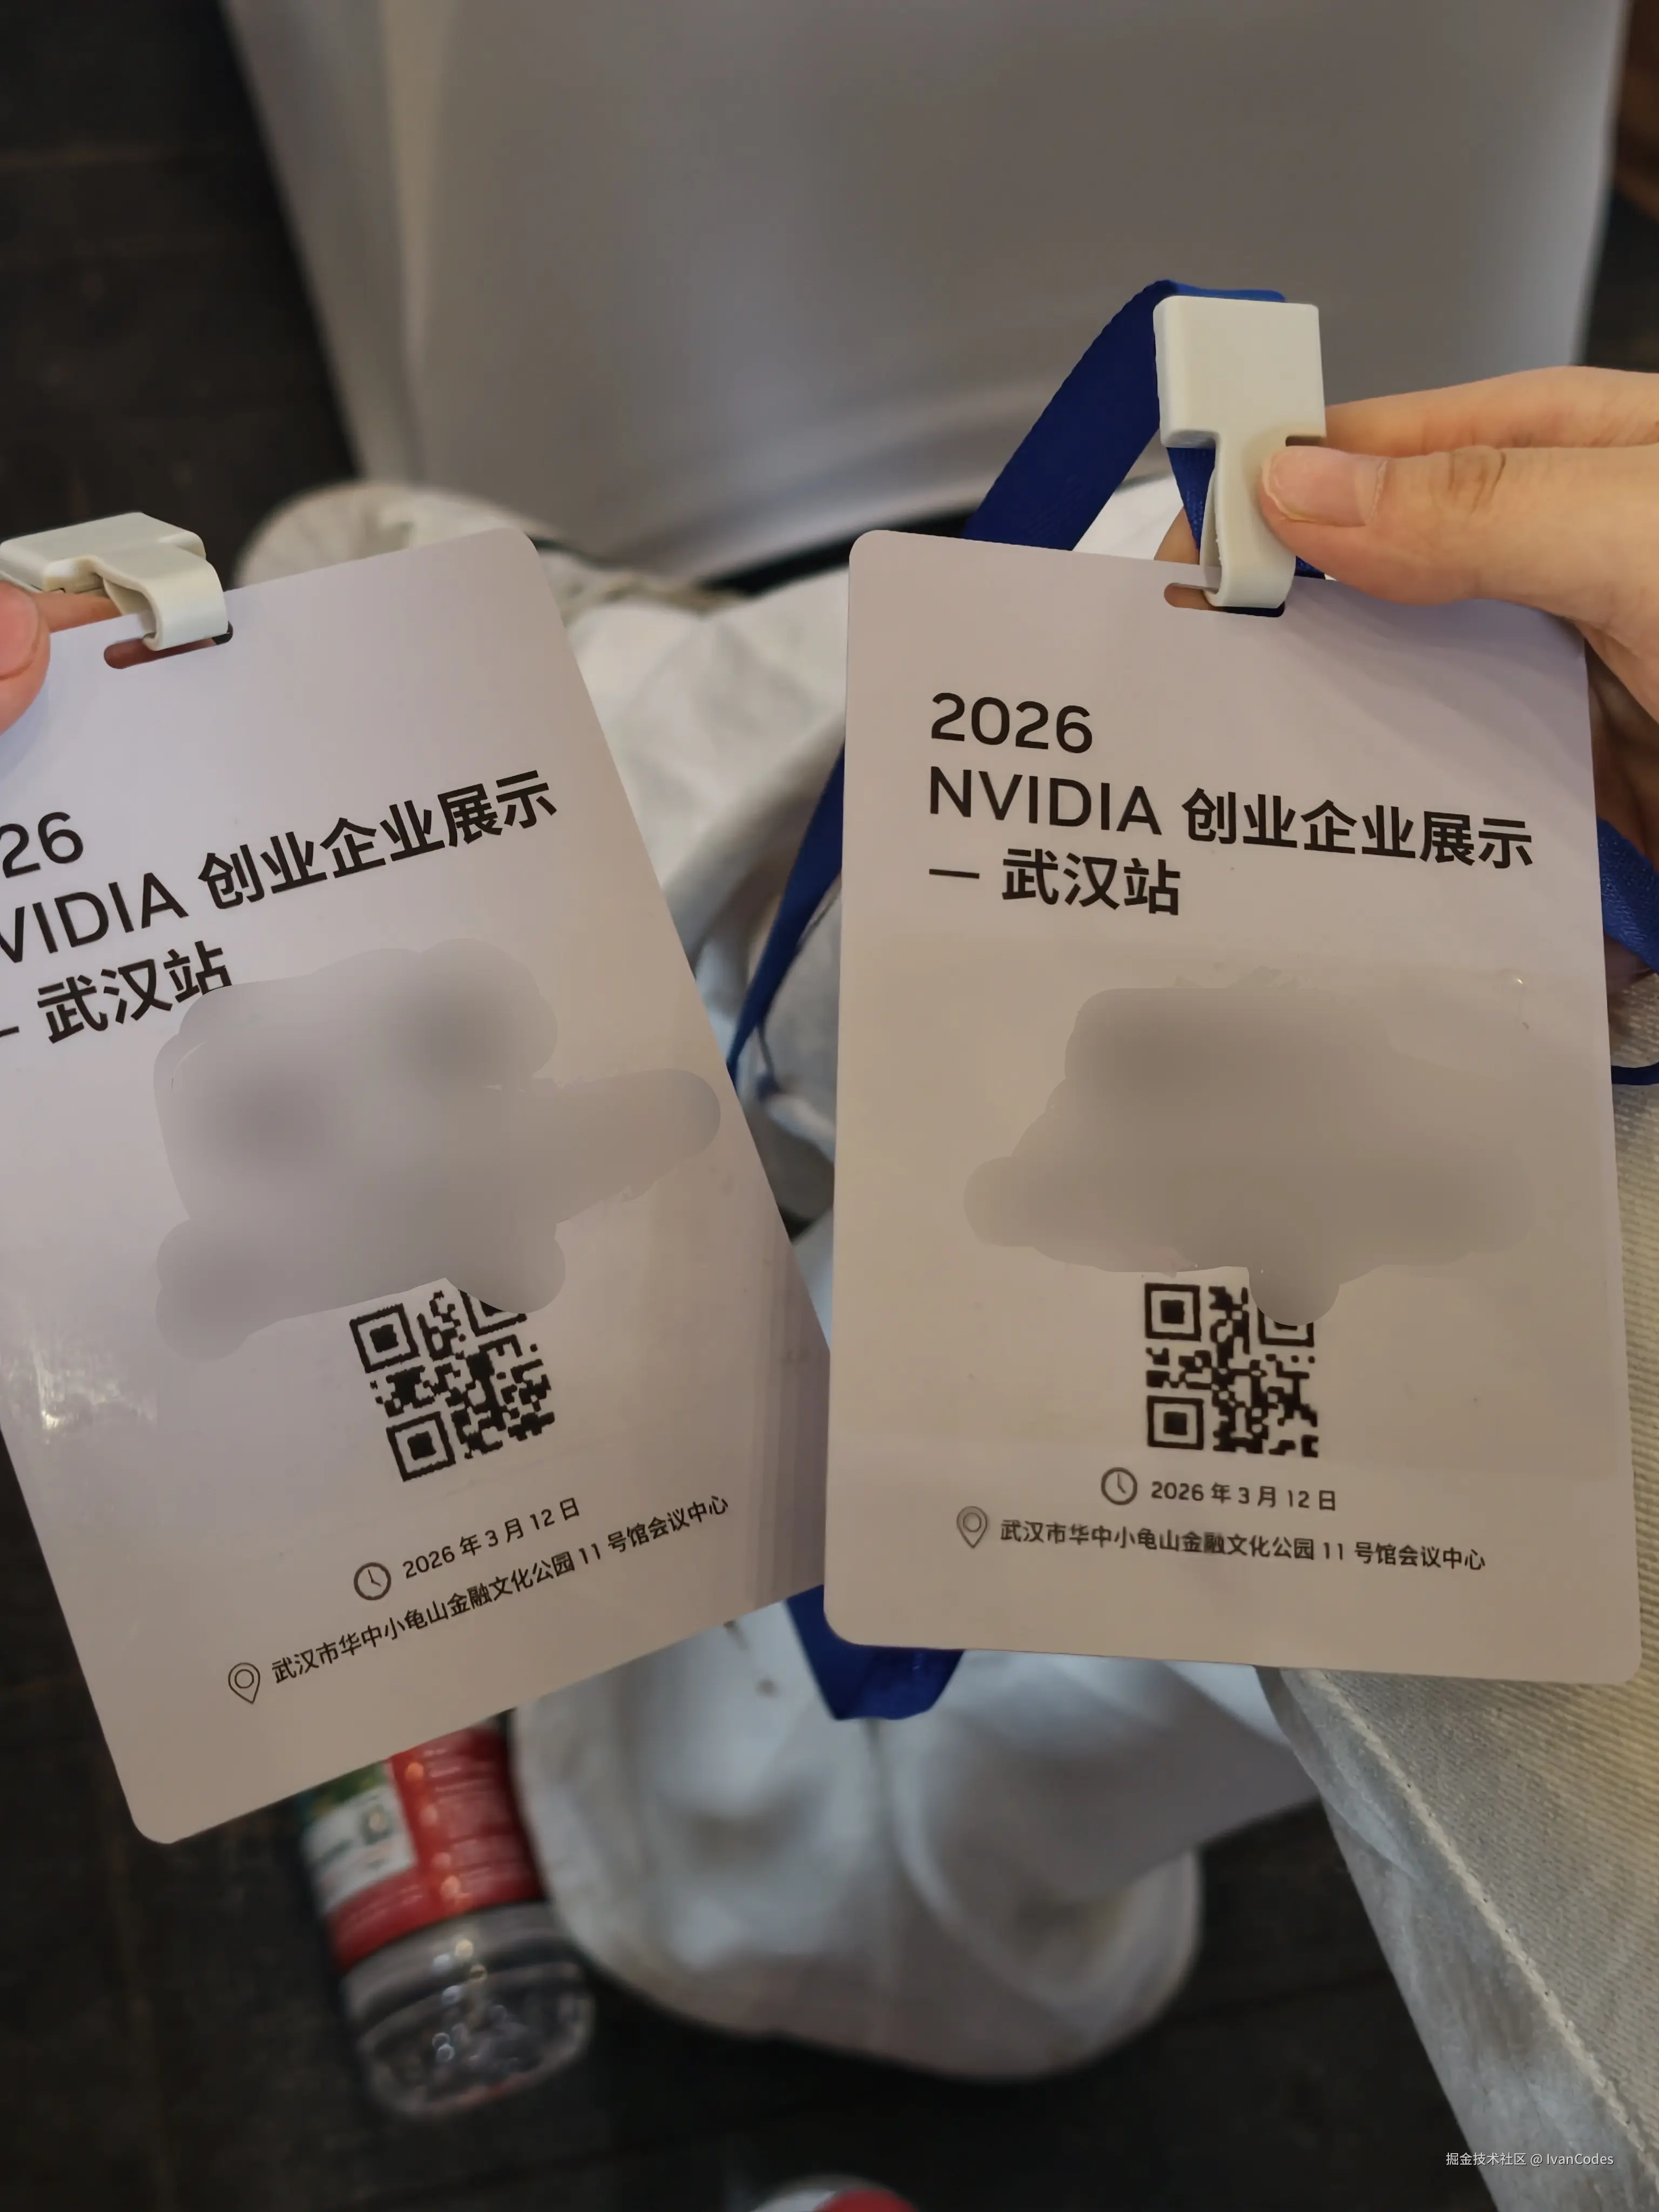 26
VIDIA 创业企业展示
— 武汉站
2026 年 3 月 12 日
武汉市华中小龟山金融文化公园 11 号馆会议中心
2026
NVIDIA 创业企业展示
— 武汉站
2026 年 3 月 12 日
武汉市华中小龟山金融文化公园 11 号馆会议中心
掘金技术社区 @ IvanCodes